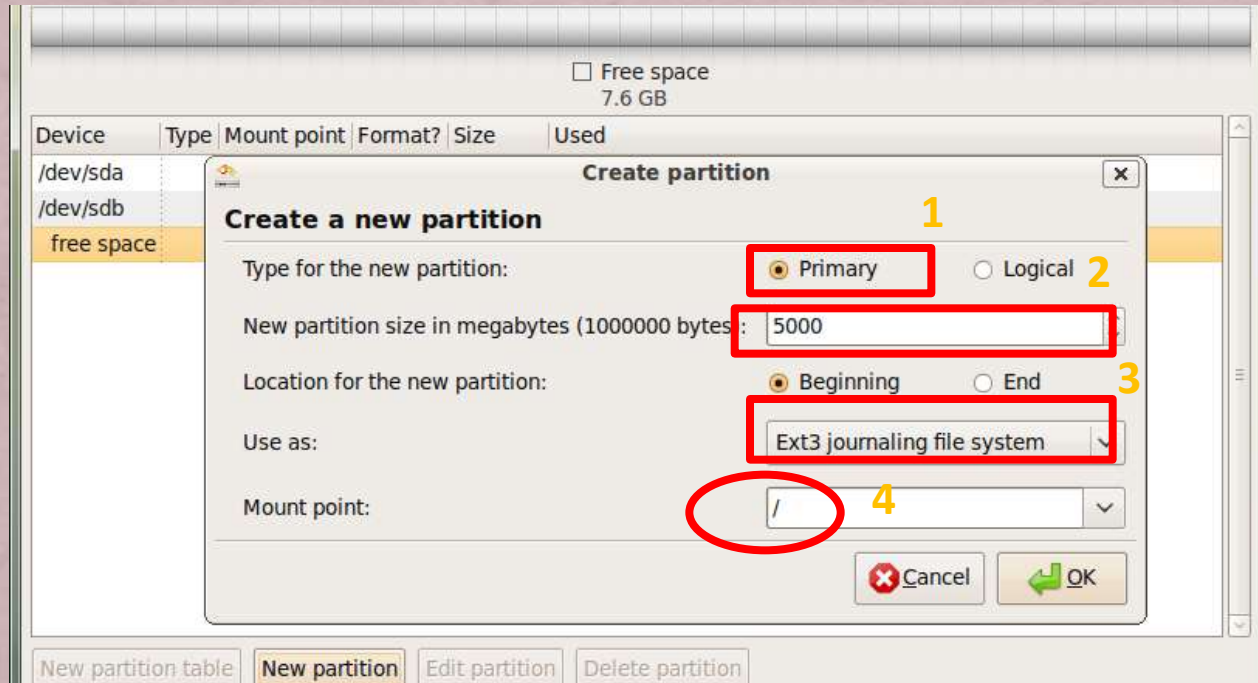 Free space
7.6 GB
Device Type Mount point Format? Size Used
/dev/sda
/dev/sdb
free space
Create partition
Create a new partition
1
Type for the new partition: Primary Logical 2
New partition size in megabytes (1000000 bytes): 5000
Location for the new partition: Beginning End 3
Use as: Ext3 journaling file system
Mount point: / 4
Cancel OK
New partition table New partition Edit partition Delete partition